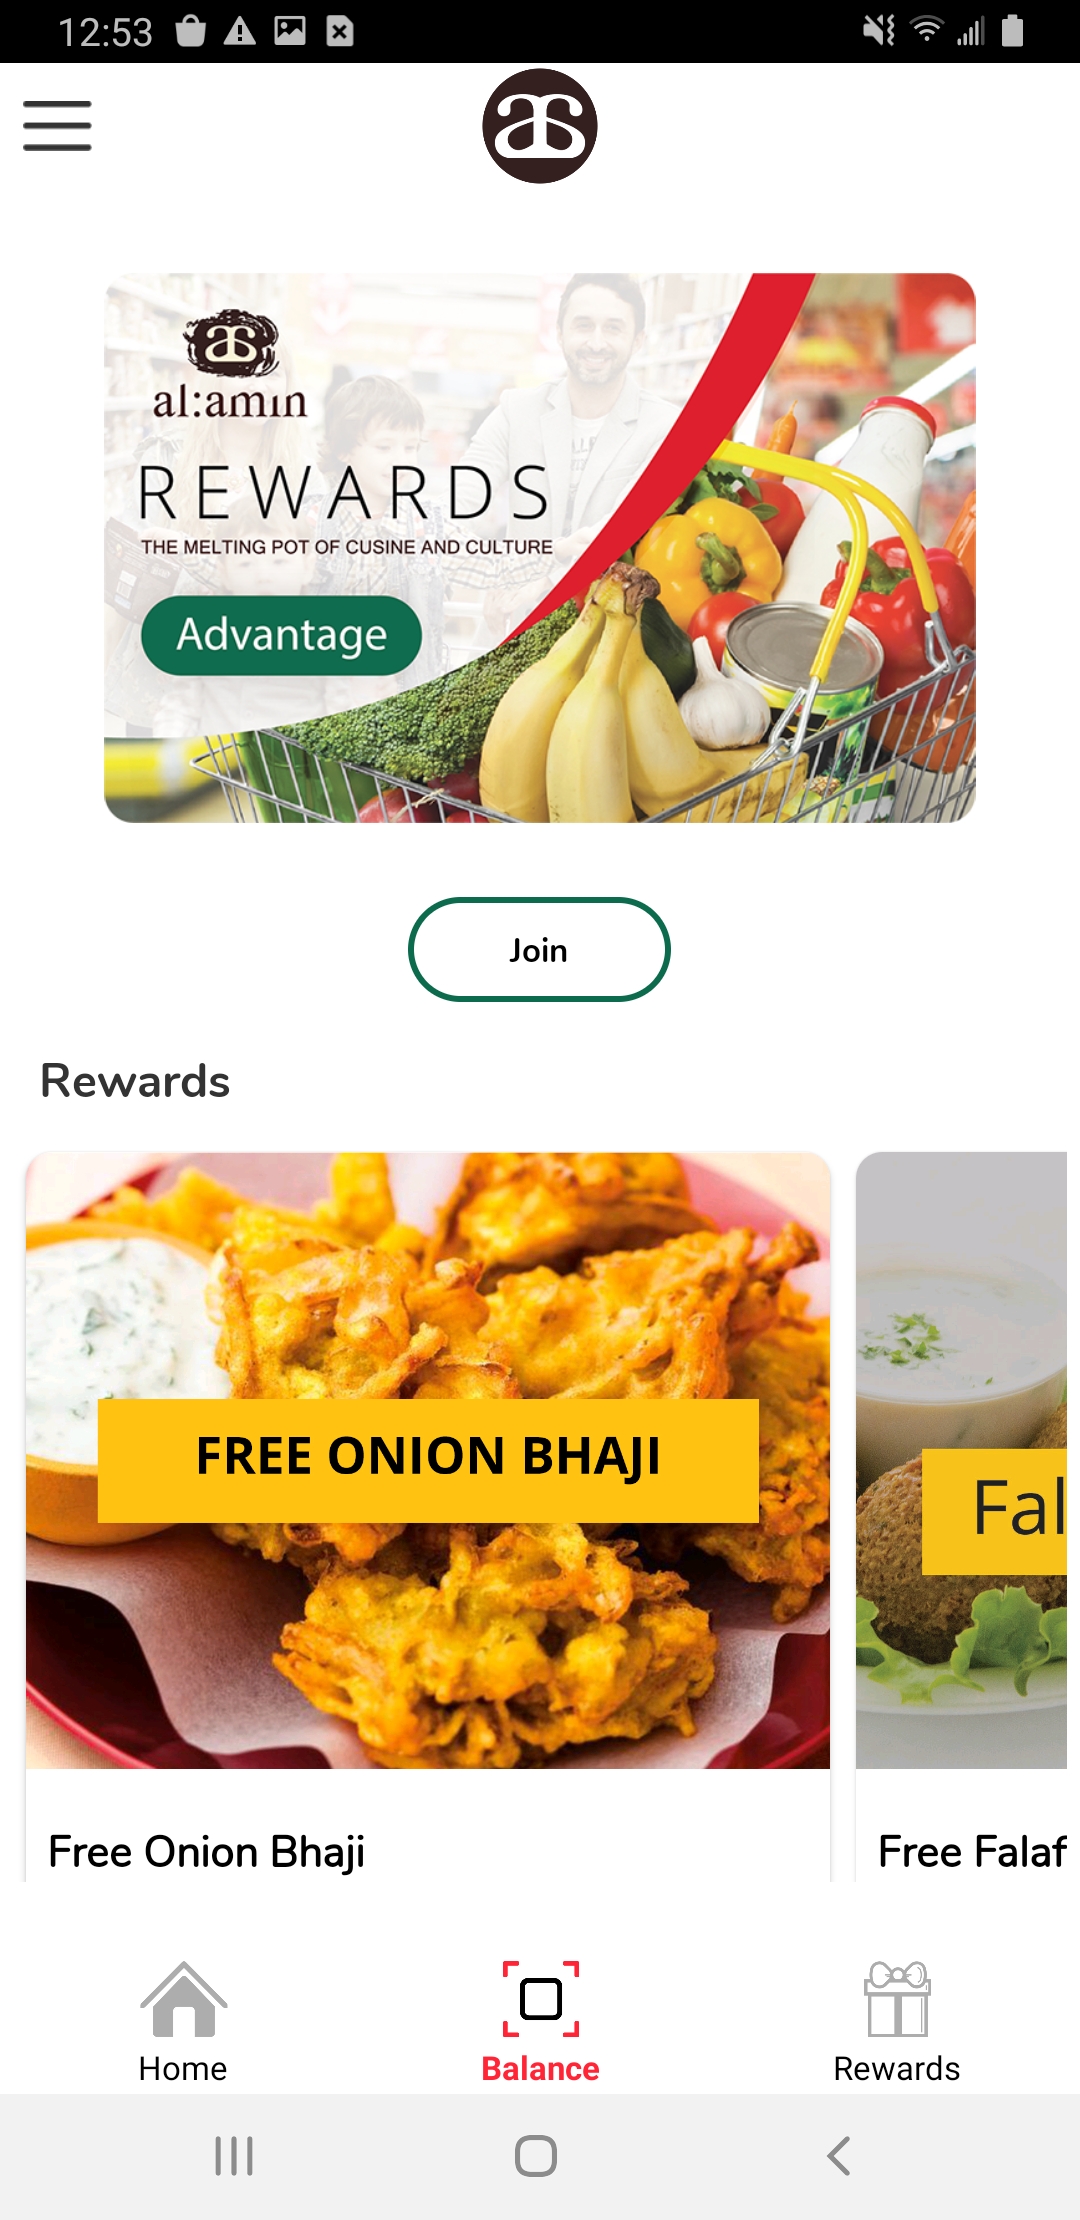 12:53
al:amin
REWARDS
THE MELTING POT OF CUSINE AND CULTURE
Advantage
Join
Rewards
FREE ONION BHAJI
Fal
Free Onion Bhaji
Free Falaf
Home
Balance
Rewards